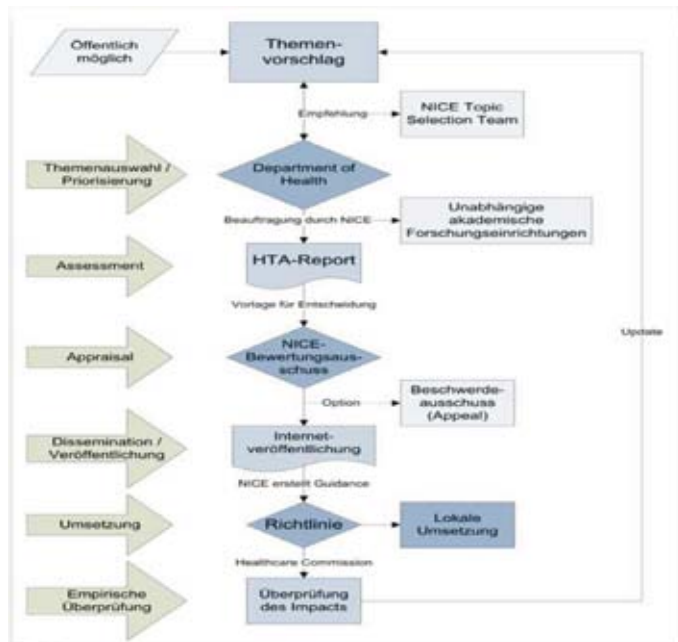 Öffentlich
möglich
Themen-
vorschlag
Empfehlung
NICE Topic
Selection Team
Themenauswahl /
Priorisierung
Department of
Health
Beauftragung durch NICE
Unabhängige
akademische
Forschungseinrichtungen
Assessment
HTA-Report
Vorlage für Entscheidung
Update
Appraisal
NICE-
Bewertungsaus-
schuss
Option
Beschwerde-
ausschuss
(Appeal)
Dissemination /
Veröffentlichung
Internet-
veröffentlichung
NICE erstellt Guidance
Umsetzung
Richtlinie
Lokale
Umsetzung
Healthcare Commission
Empirische
Überprüfung
Überprüfung
des Impacts